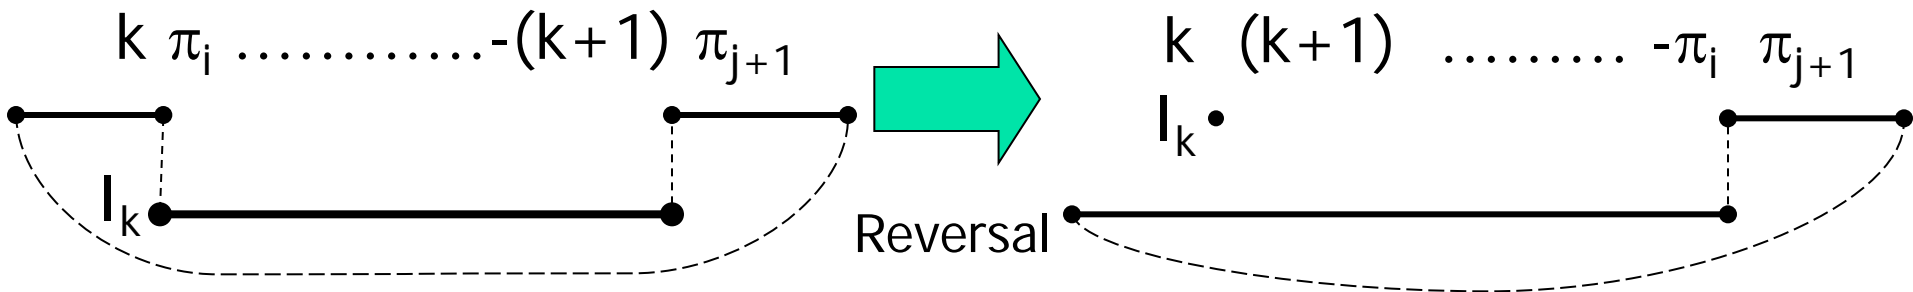 k πi ............-(k+1) πj+1
k (k+1) ......... -πi πj+1
Ik
Ik
Reversal